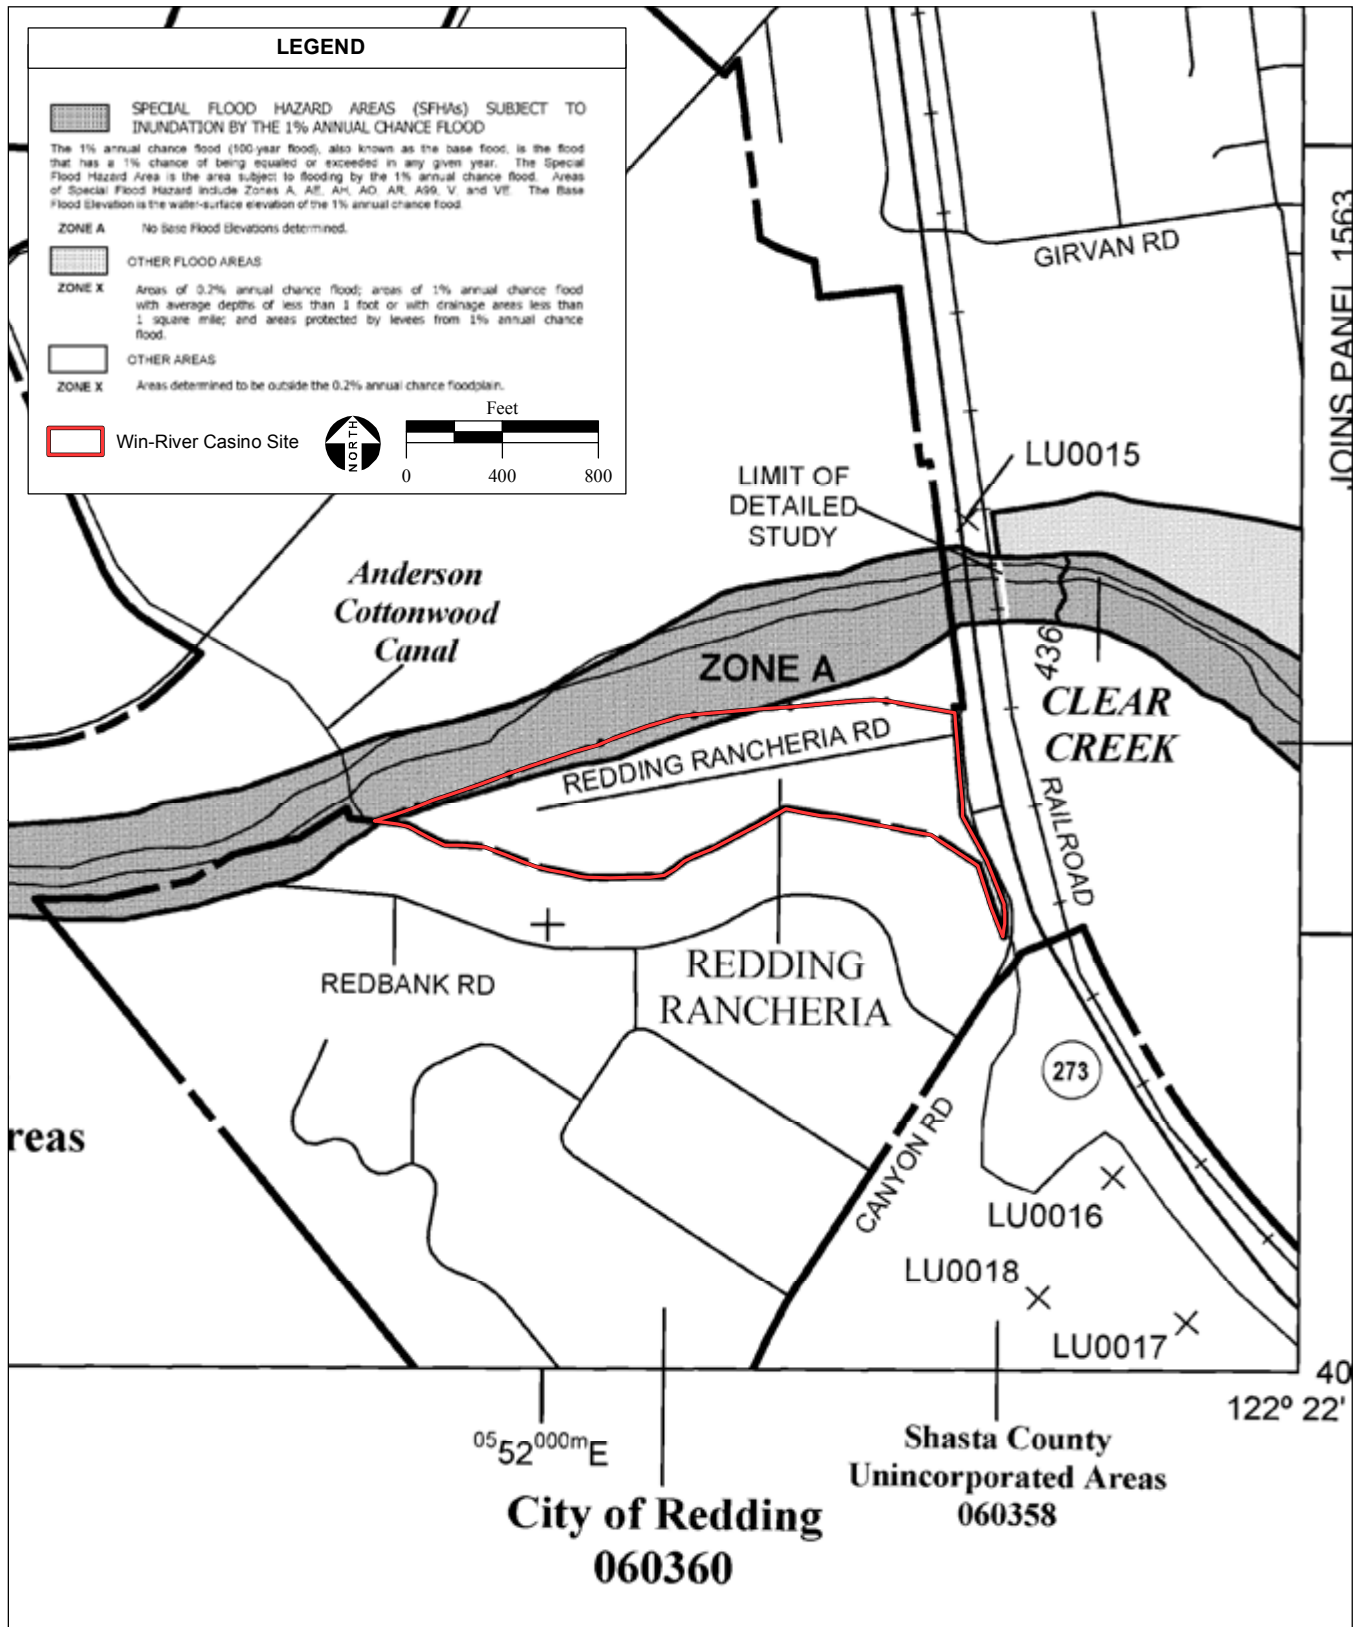 LEGEND
SPECIAL FLOOD HAZARD AREAS (SFHAs) SUBJECT TO
INUNDATION BY THE 1% ANNUAL CHANCE FLOOD
The 1% annual chance flood (100-year flood), also known as the base flood, is the flood
that has a 1% chance of being equaled or exceeded in any given year. The Special
Flood Hazard Area is the area subject to flooding by the 1% annual chance flood. Areas
of Special Flood Hazard include Zones A, AE, AH, AO, AR, A99, V, and VE. The Base
Flood Elevation is the water-surface elevation of the 1% annual chance flood.
ZONE A No Base Flood Elevations determined.
OTHER FLOOD AREAS
ZONE X Areas of 0.2% annual chance flood; areas of 1% annual chance flood
with average depths of less than 1 foot or with drainage areas less than
1 square mile; and areas protected by levees from 1% annual chance
flood.
OTHER AREAS
ZONE X Areas determined to be outside the 0.2% annual chance floodplain.
Win-River Casino Site
NORTH
Feet
0 400 800
GIRVAN RD
JOINS PANEL 1563
LU0015
LIMIT OF
DETAILED
STUDY
Anderson
Cottonwood
Canal
ZONE A
436
CLEAR
CREEK
REDDING RANCHERIA RD
RAILROAD
REDBANK RD
REDDING
RANCHERIA
273
reas
CANYON RD
LU0016
LU0018
LU0017
40
122º 22'
05 52 000m E
Shasta County
Unincorporated Areas
060358
City of Redding
060360